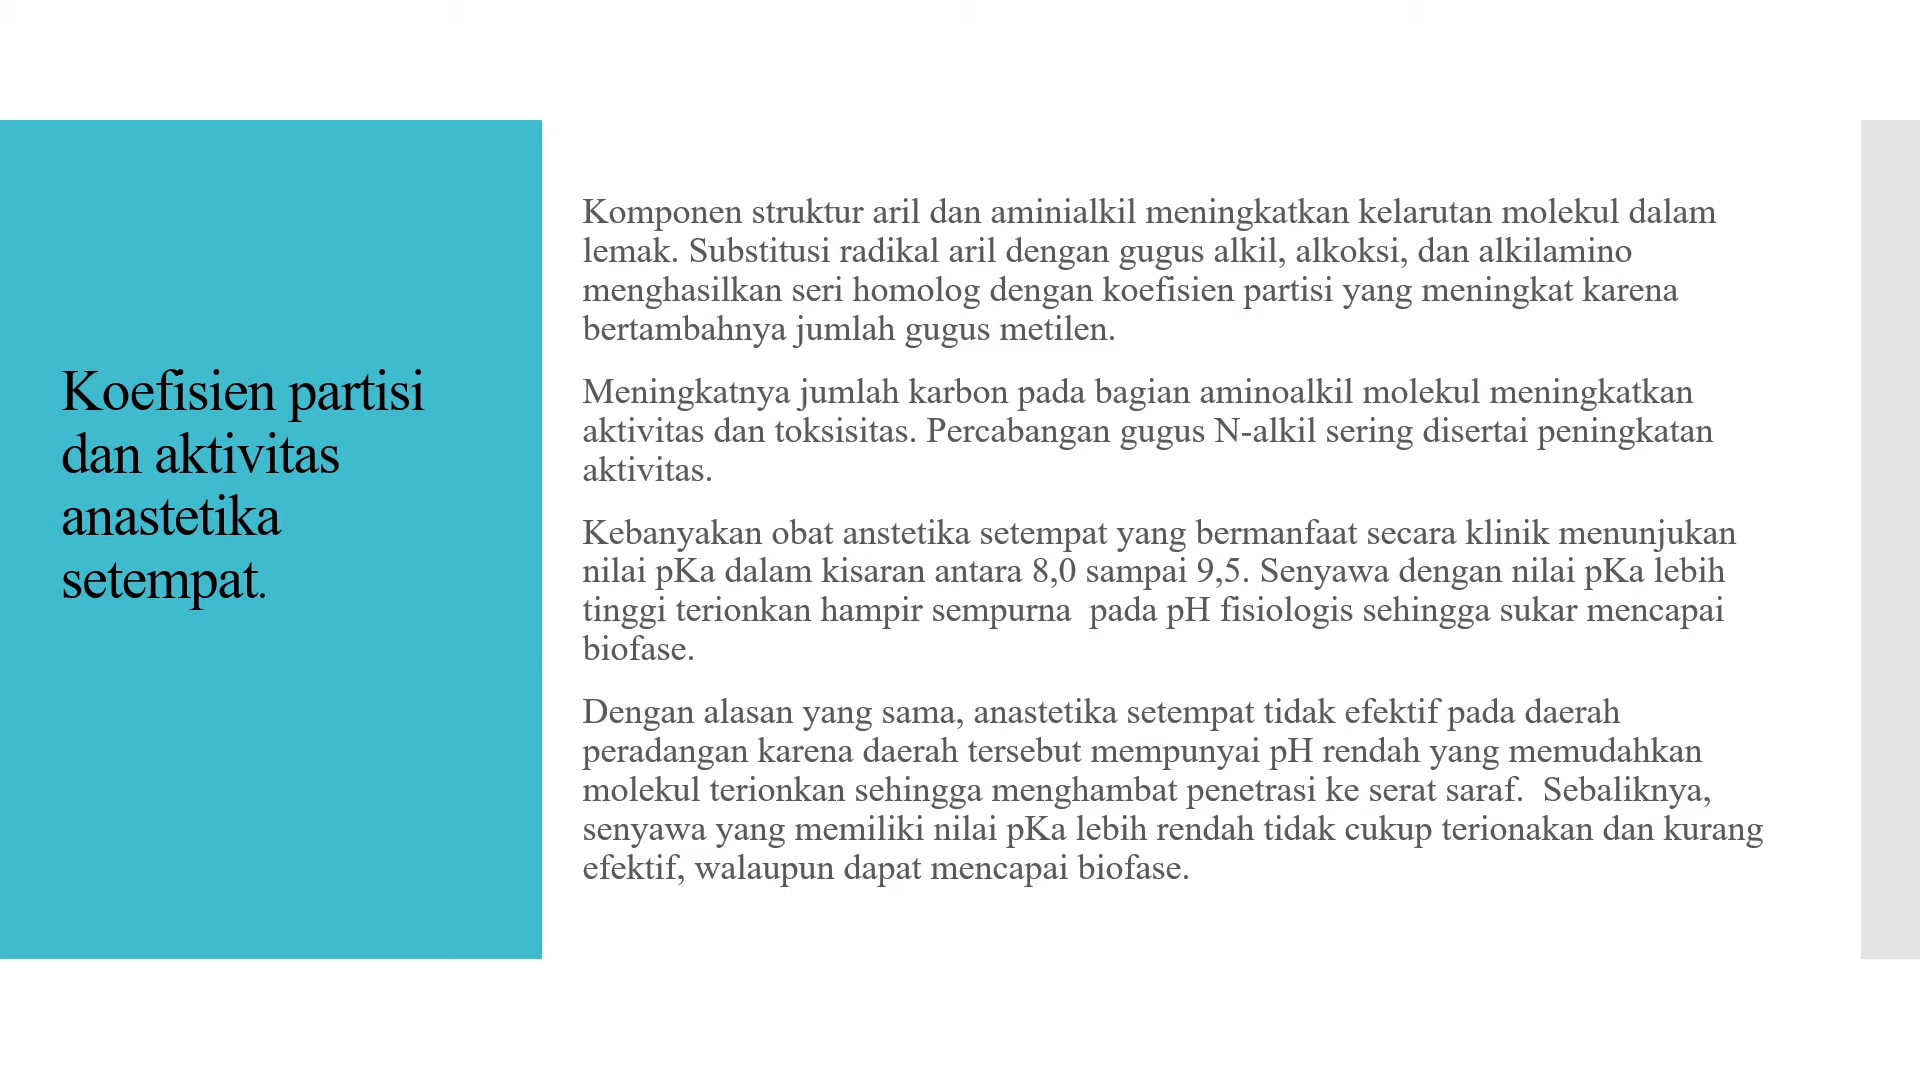 Koefisien partisi
dan aktivitas
anastetika
setempat.
Komponen struktur aril dan aminialkil meningkatkan kelarutan molekul dalam
lemak. Substitusi radikal aril dengan gugus alkil, alkoksi, dan alkilamino
menghasilkan seri homolog dengan koefisien partisi yang meningkat karena
bertambahnya jumlah gugus metilen.
Meningkatnya jumlah karbon pada bagian aminoalkil molekul meningkatkan
aktivitas dan toksisitas. Percabangan gugus N-alkil sering disertai peningkatan
aktivitas.
Kebanyakan obat anstetika setempat yang bermanfaat secara klinik menunjukan
nilai pKa dalam kisaran antara 8,0 sampai 9,5. Senyawa dengan nilai pKa lebih
tinggi terionkan hampir sempurna  pada pH fisiologis sehingga sukar mencapai
biofase.
Dengan alasan yang sama, anastetika setempat tidak efektif pada daerah
peradangan karena daerah tersebut mempunyai pH rendah yang memudahkan
molekul terionkan sehingga menghambat penetrasi ke serat saraf.  Sebaliknya,
senyawa yang memiliki nilai pKa lebih rendah tidak cukup terionakan dan kurang
efektif, walaupun dapat mencapai biofase.